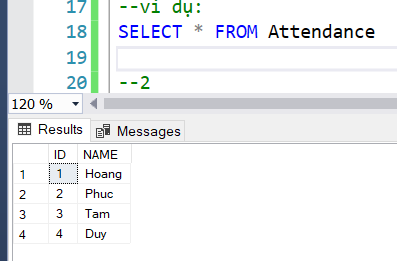 17 --ví dụ:
18 SELECT * FROM Attendance
19
20 --2
120 %
Results Messages
ID NAME
1 1 Hoang
2 2 Phuc
3 3 Tam
4 4 Duy